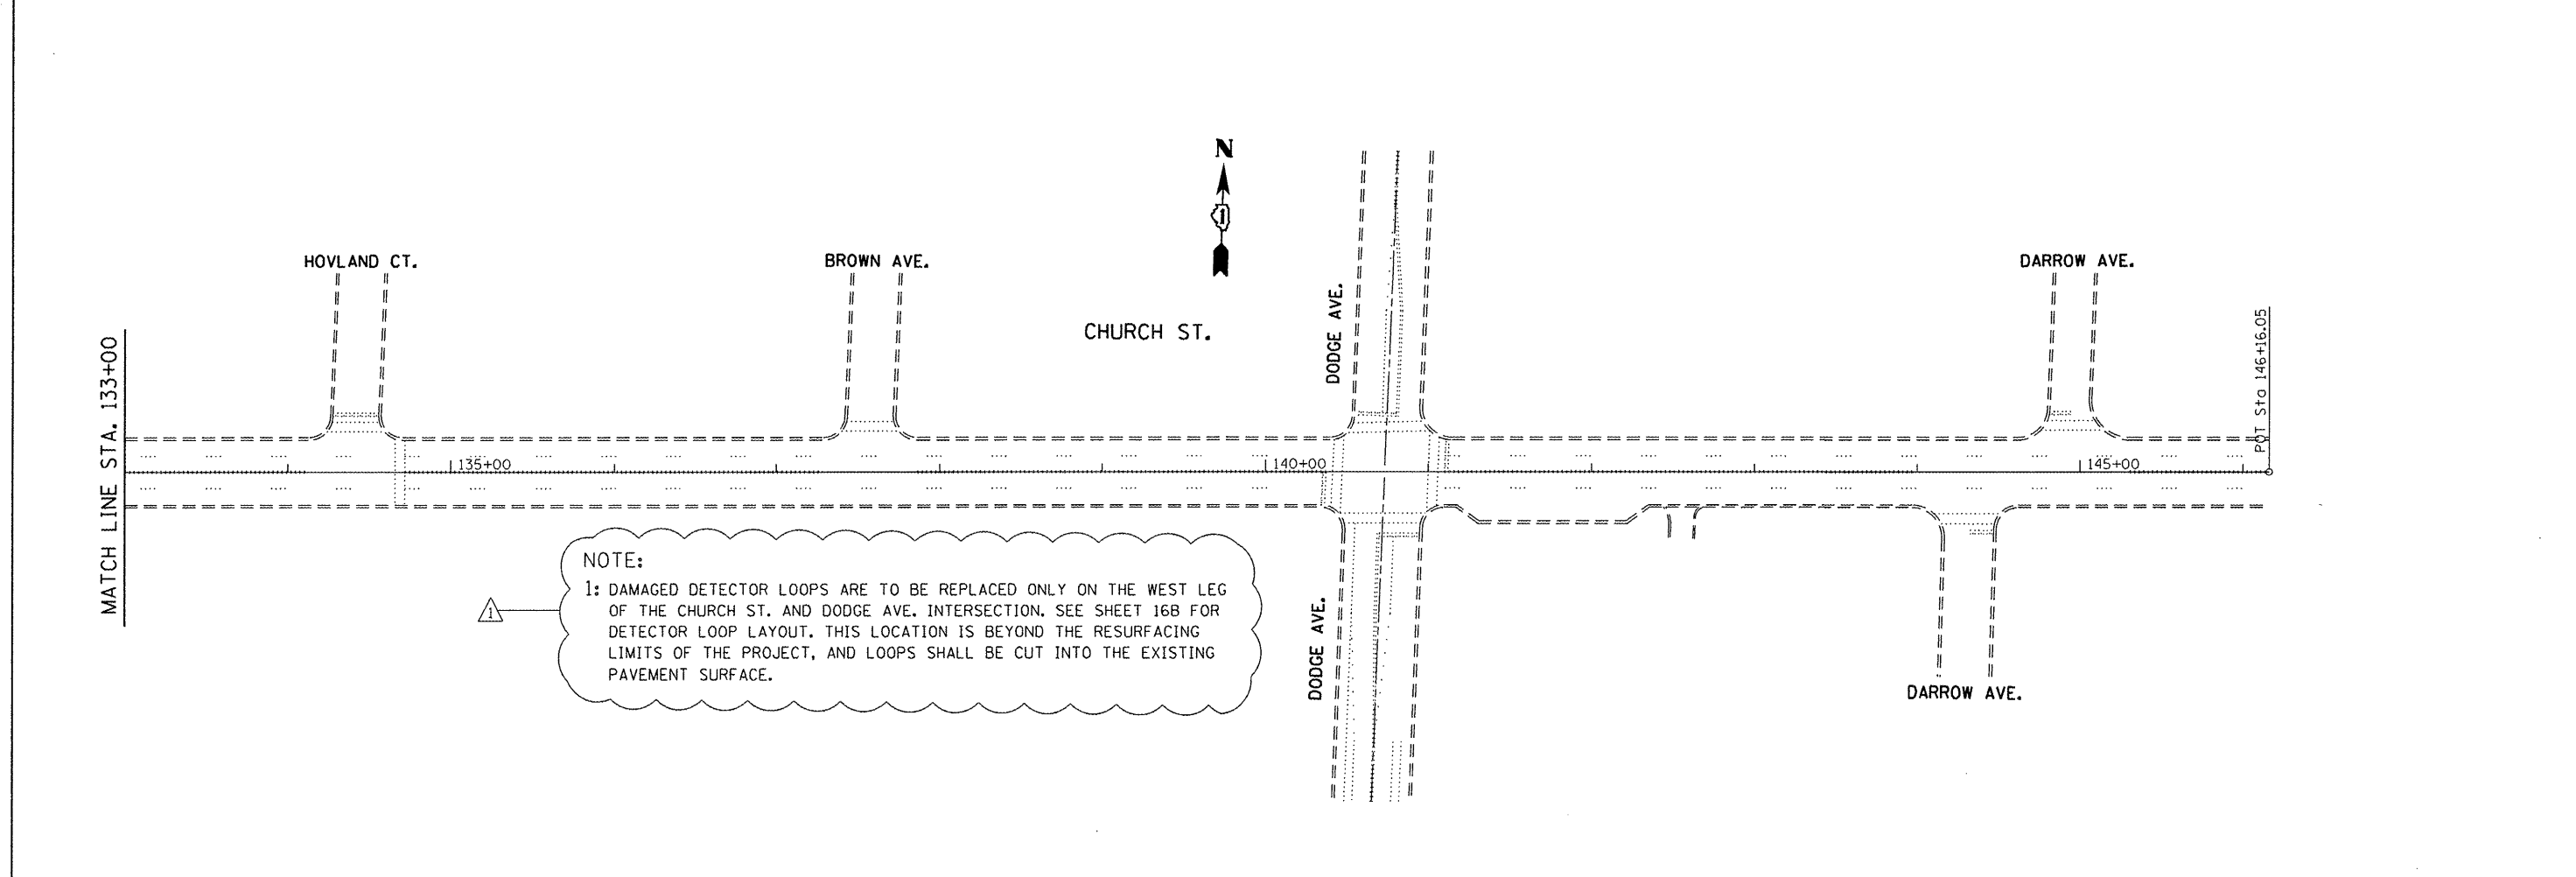 N
1
HOVLAND CT.
BROWN AVE.
DARROW AVE.
CHURCH ST.
DODGE AVE.
MATCH LINE STA. 133+00
POT Sta 146+16.05
135+00
140+00
145+00
NOTE:
1: DAMAGED DETECTOR LOOPS ARE TO BE REPLACED ONLY ON THE WEST LEG
OF THE CHURCH ST. AND DODGE AVE. INTERSECTION. SEE SHEET 16B FOR
DETECTOR LOOP LAYOUT. THIS LOCATION IS BEYOND THE RESURFACING
LIMITS OF THE PROJECT, AND LOOPS SHALL BE CUT INTO THE EXISTING
PAVEMENT SURFACE.
1
DODGE AVE.
DARROW AVE.